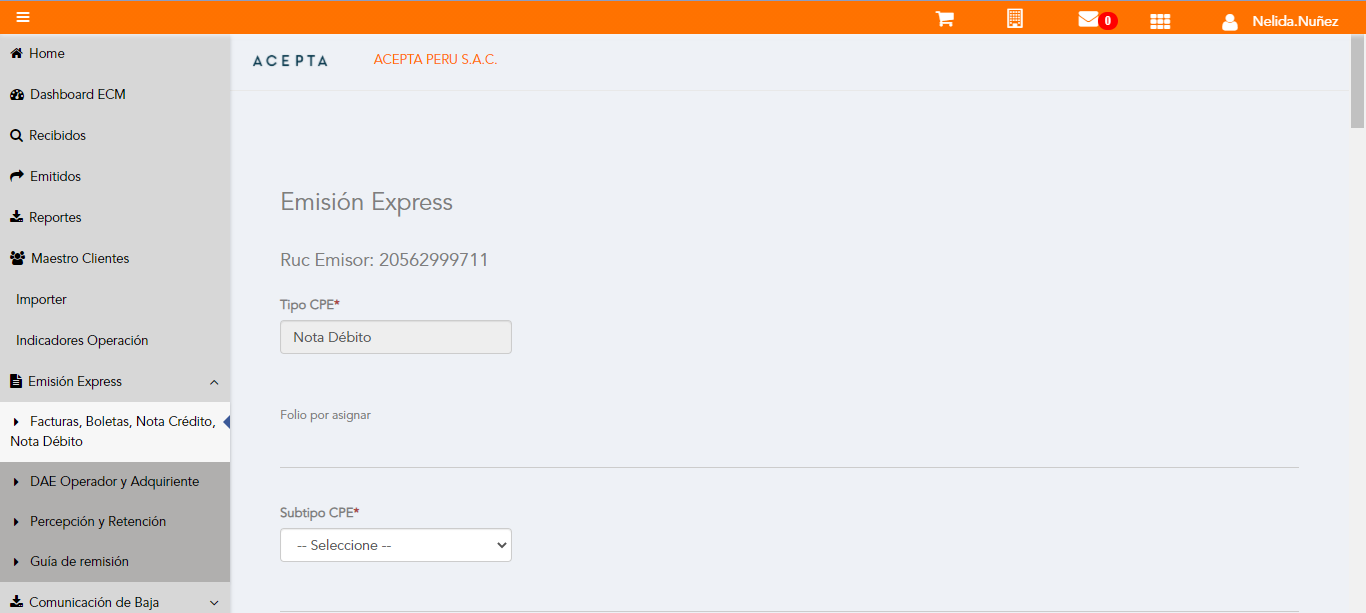 0
Nelida.Nuñez
Home
Dashboard ECM
Recibidos
Emitidos
Reportes
Maestro Clientes
Importer
Indicadores Operación
Emisión Express
Facturas, Boletas, Nota Crédito,
Nota Débito
DAE Operador y Adquiriente
Percepción y Retención
Guía de remisión
Comunicación de Baja
ACEPTA
ACEPTA PERU S.A.C.
Emisión Express
Ruc Emisor: 20562999711
Tipo CPE*
Nota Débito
Folio por asignar
Subtipo CPE*
-- Seleccione --